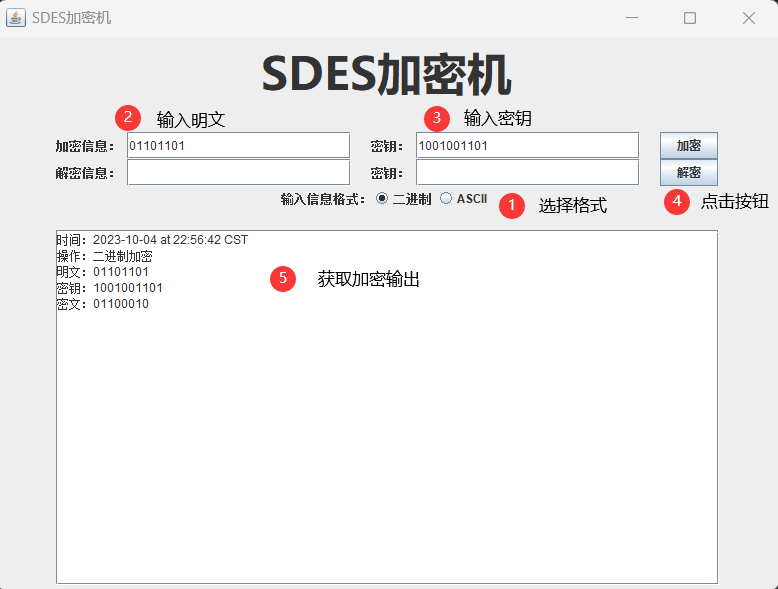 SDES加密机
SDES加密机
2 输入明文 3 输入密钥
加密信息： 01101101 密钥： 1001001101 加密
解密信息： 密钥： 解密
输入信息格式： 二进制 ASCII 1 选择格式 4 点击按钮
时间：2023-10-04 at 22:56:42 CST
操作：二进制加密
明文：01101101
5 获取加密输出
密钥：1001001101
密文：01100010